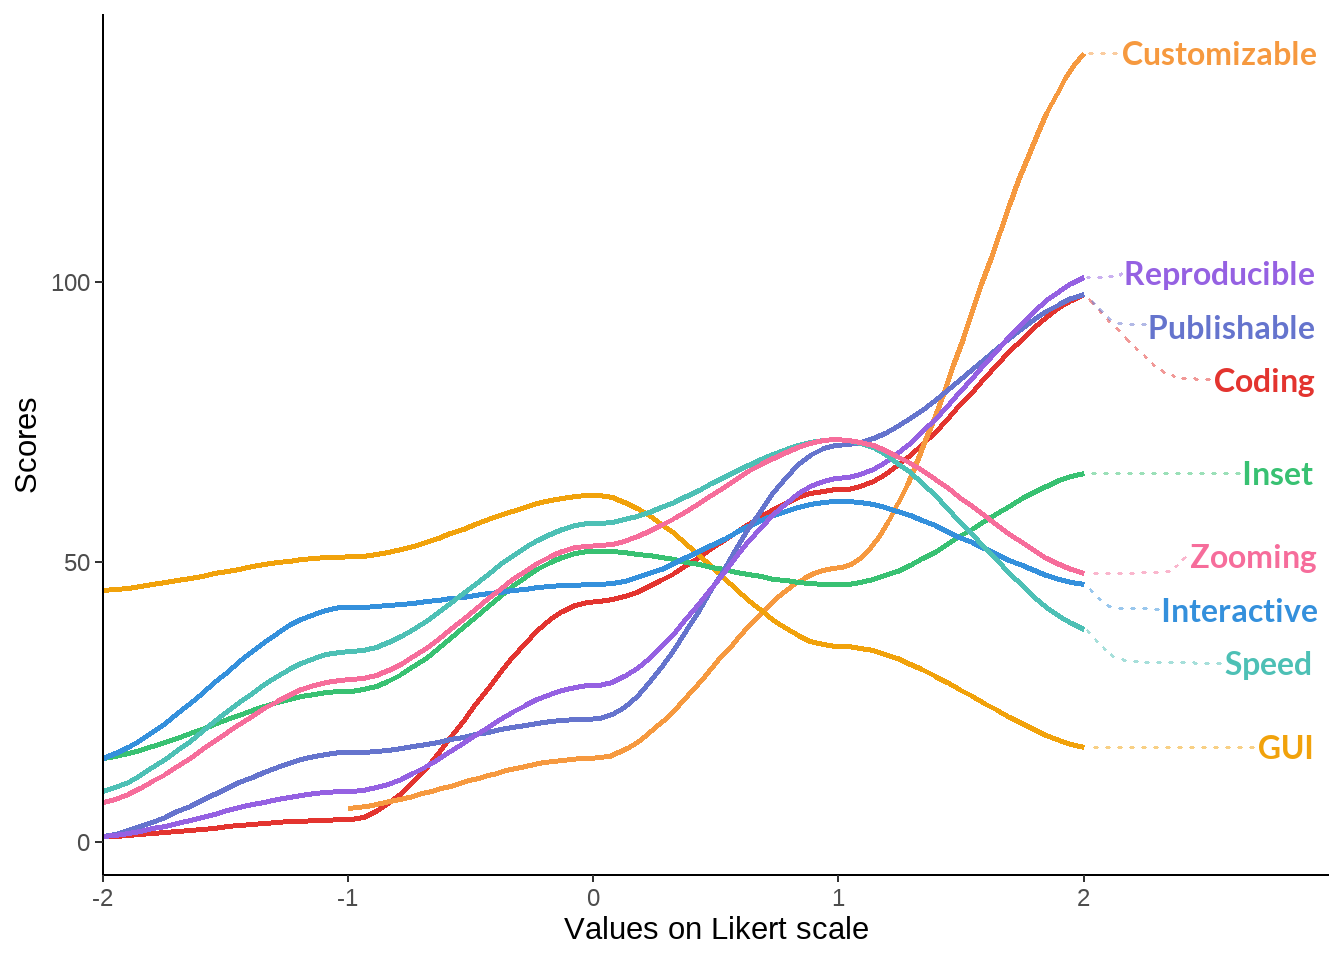 Customizable
Reproducible
Publishable
Coding
Inset
Zooming
Interactive
Speed
GUI
Scores
100
50
0
-2 -1 0 1 2
Values on Likert scale